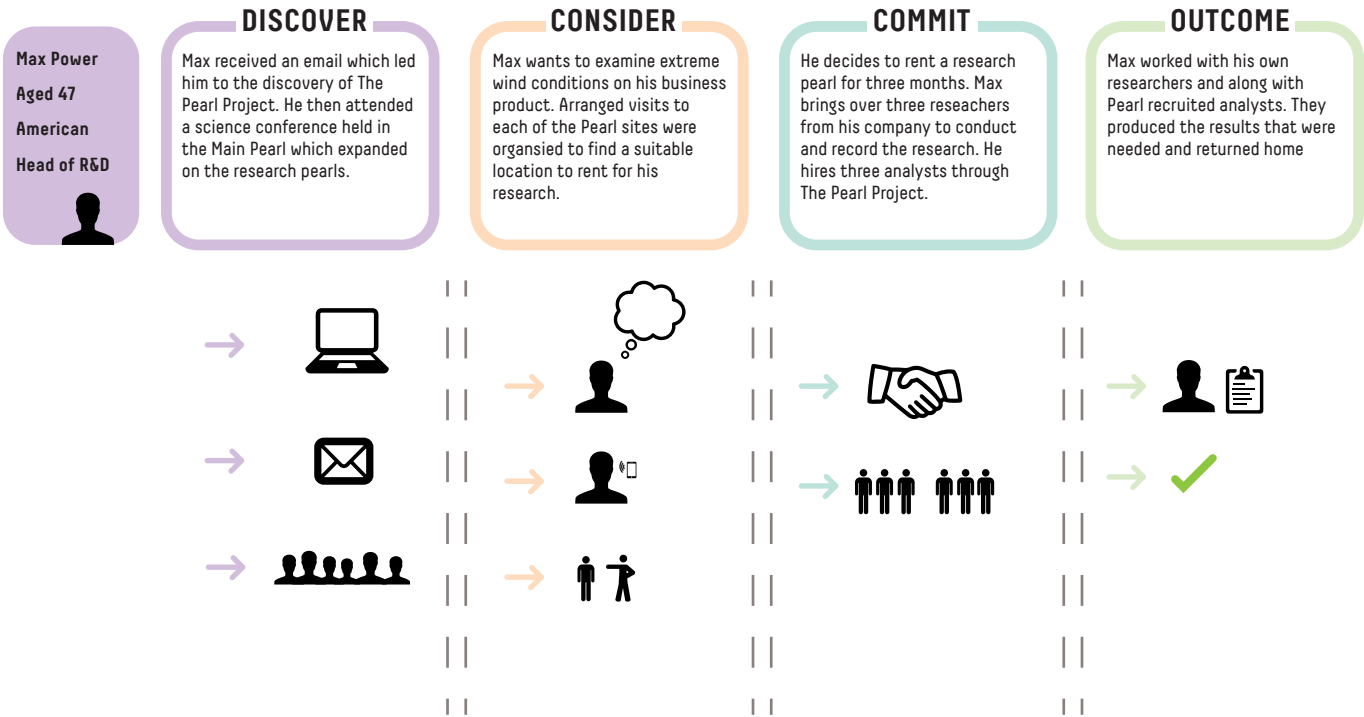 Max Power
Aged 47
American
Head of R&D
DISCOVER
Max received an email which led
him to the discovery of The
Pearl Project. He then attended
a science conference held in
the Main Pearl which expanded
on the research pearls.
CONSIDER
Max wants to examine extreme
wind conditions on his business
product. Arranged visits to
each of the Pearl sites were
organsied to find a suitable
location to rent for his
research.
COMMIT
He decides to rent a research
pearl for three months. Max
brings over three reseachers
from his company to conduct
and record the research. He
hires three analysts through
The Pearl Project.
OUTCOME
Max worked with his own
researchers and along with
Pearl recruited analysts. They
produced the results that were
needed and returned home